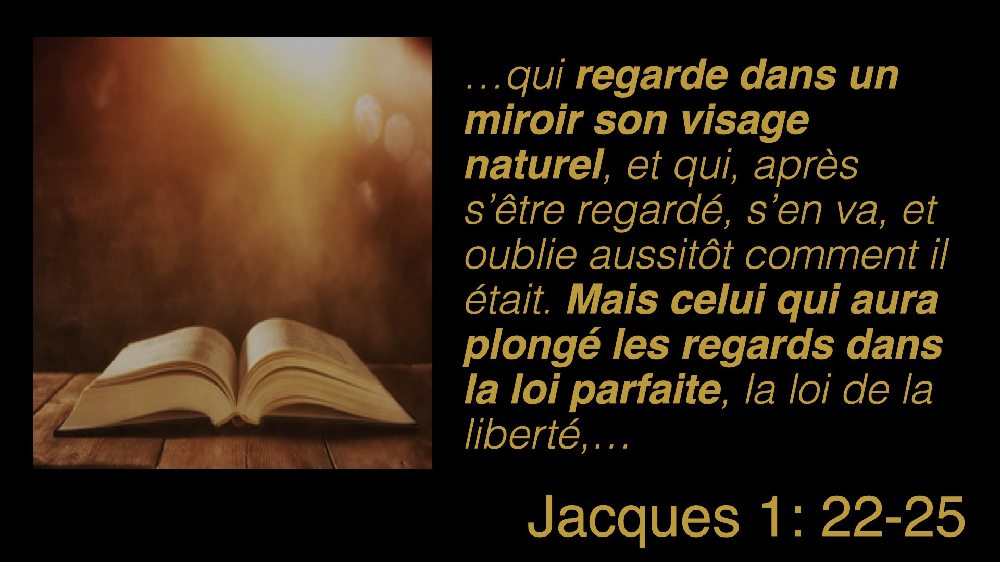 …qui regarde dans un
miroir son visage
naturel, et qui, après
s’être regardé, s’en va, et
oublie aussitôt comment il
était. Mais celui qui aura
plongé les regards dans
la loi parfaite, la loi de la
liberté,…
Jacques 1: 22-25